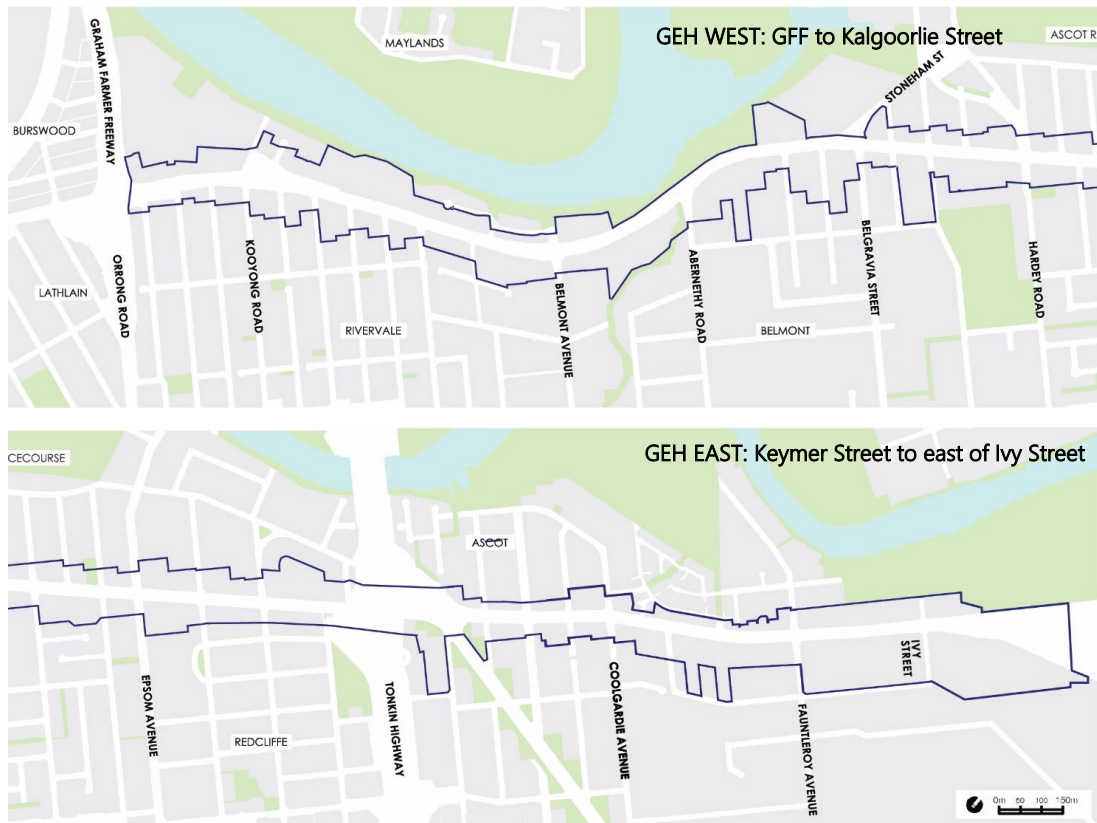 GEH WEST: GFF to Kalgoorlie Street
MAYLANDS
ASCOT R
STONEHAM ST
GRAHAM FARMER FREEWAY
BURSWOOD
LATHLAIN
ORRONG ROAD
KOOYONG ROAD
RIVERVALE
BELMONT AVENUE
ABERNETHY ROAD
BELMONT
BELGRAVIA STREET
HARDEY ROAD
GEH EAST: Keymer Street to east of Ivy Street
CECOURSE
ASCOT
EPSOM AVENUE
REDCLIFFE
TONKIN HIGHWAY
COOLGARDIE AVENUE
FAUNTLEROY AVENUE
IVY
STREET
0m 50 100 150m